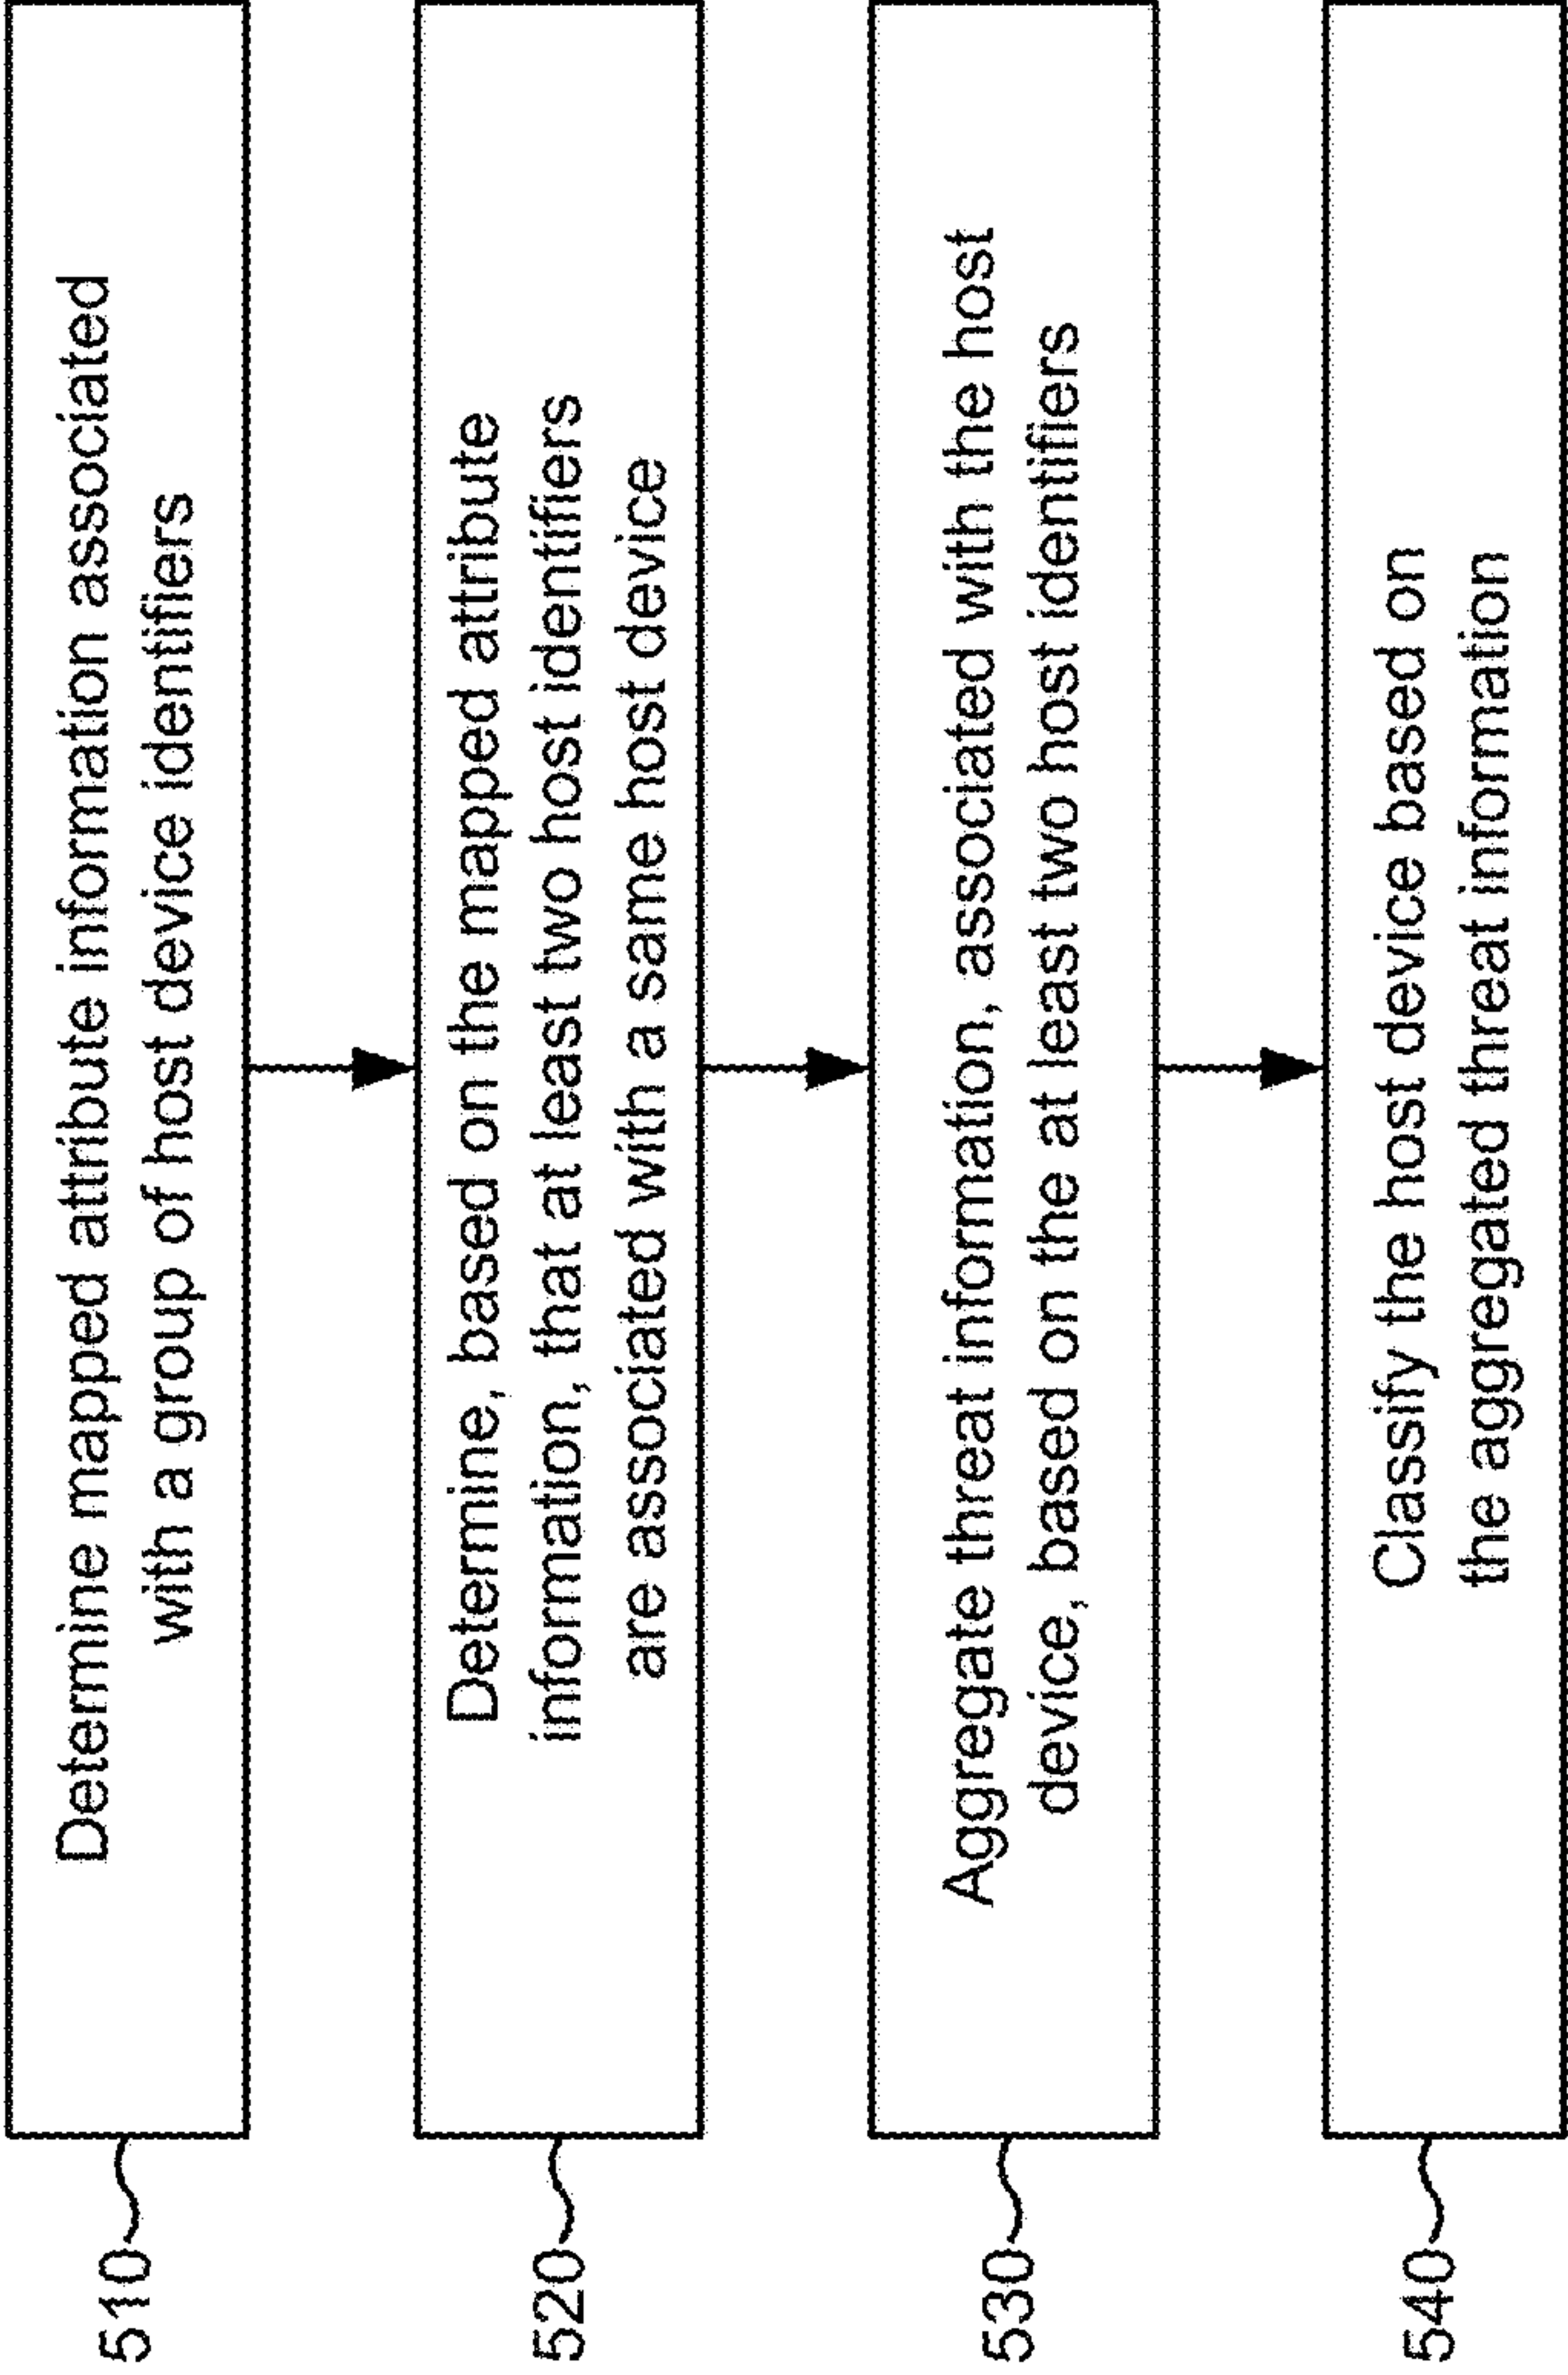 510
Determine mapped attribute information associated
with a group of host device identifiers
520
Determine, based on the mapped attribute
information, that at least two host identifiers
are associated with a same host device
530
Aggregate threat information, associated with the host
device, based on the at least two host identifiers
540
Classify the host device based on
the aggregated threat information